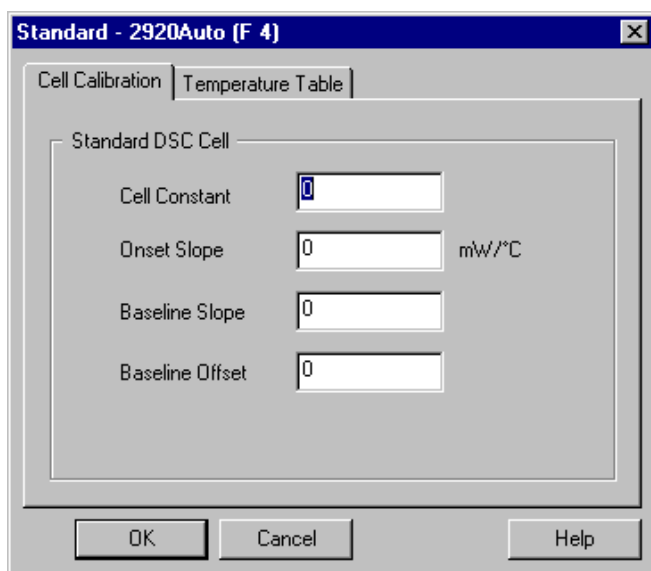 Standard - 2920Auto (F 4)
Cell Calibration Temperature Table
Standard DSC Cell
Cell Constant 0
Onset Slope 0 mW/°C
Baseline Slope 0
Baseline Offset 0
OK Cancel Help